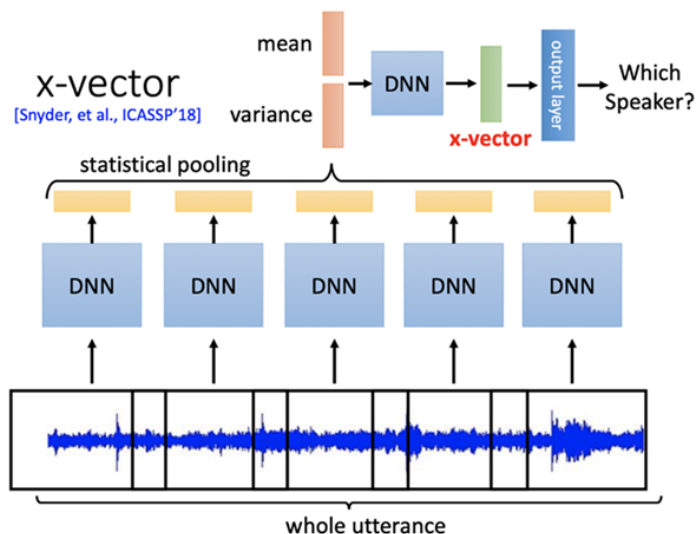 x-vector
[Snyder, et al., ICASSP'18]
mean
variance
DNN
x-vector
output layer
Which
Speaker?
statistical pooling
DNN
DNN
DNN
DNN
DNN
whole utterance